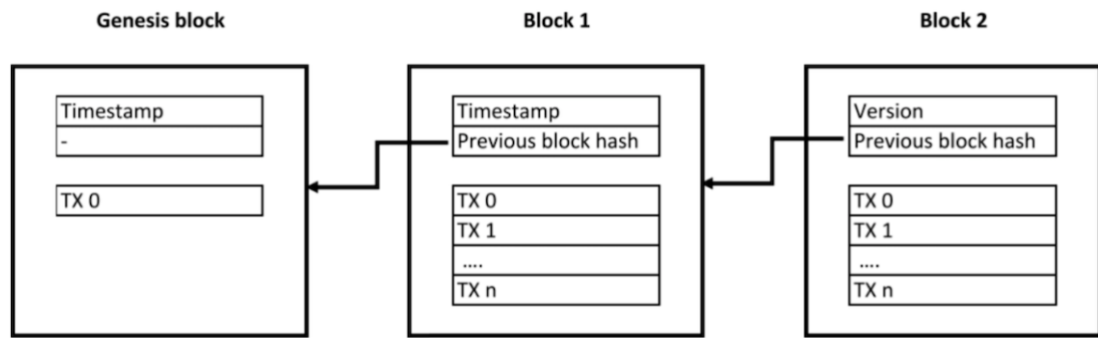 Genesis block
Timestamp
-
TX 0
Block 1
Timestamp
Previous block hash
TX 0
TX 1
....
TX n
Block 2
Version
Previous block hash
TX 0
TX 1
....
TX n